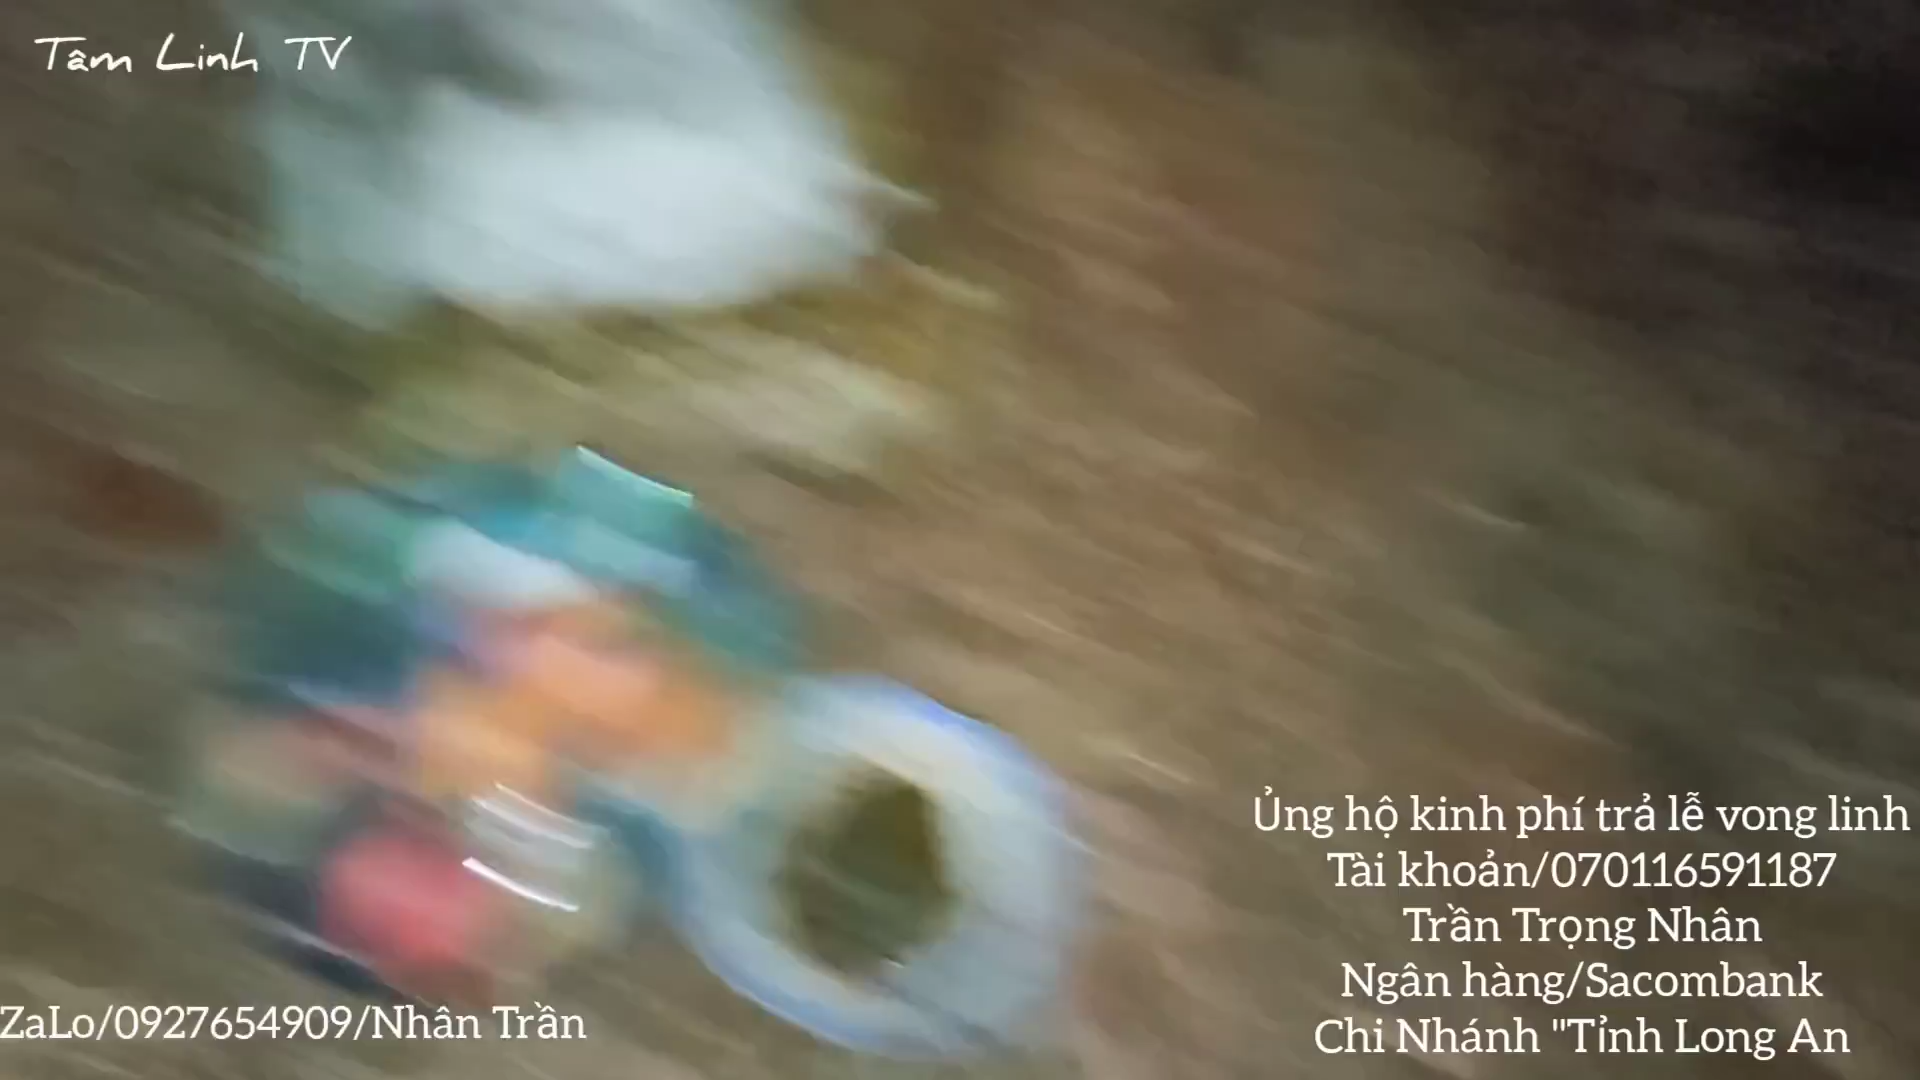 Tâm Linh TV
Ủng hộ kinh phí trả lễ vong linh
Tài khoản/070116591187
Trần Trọng Nhân
Ngân hàng/Sacombank
Chi Nhánh "Tỉnh Long An
ZaLo/0927654909/Nhân Trần